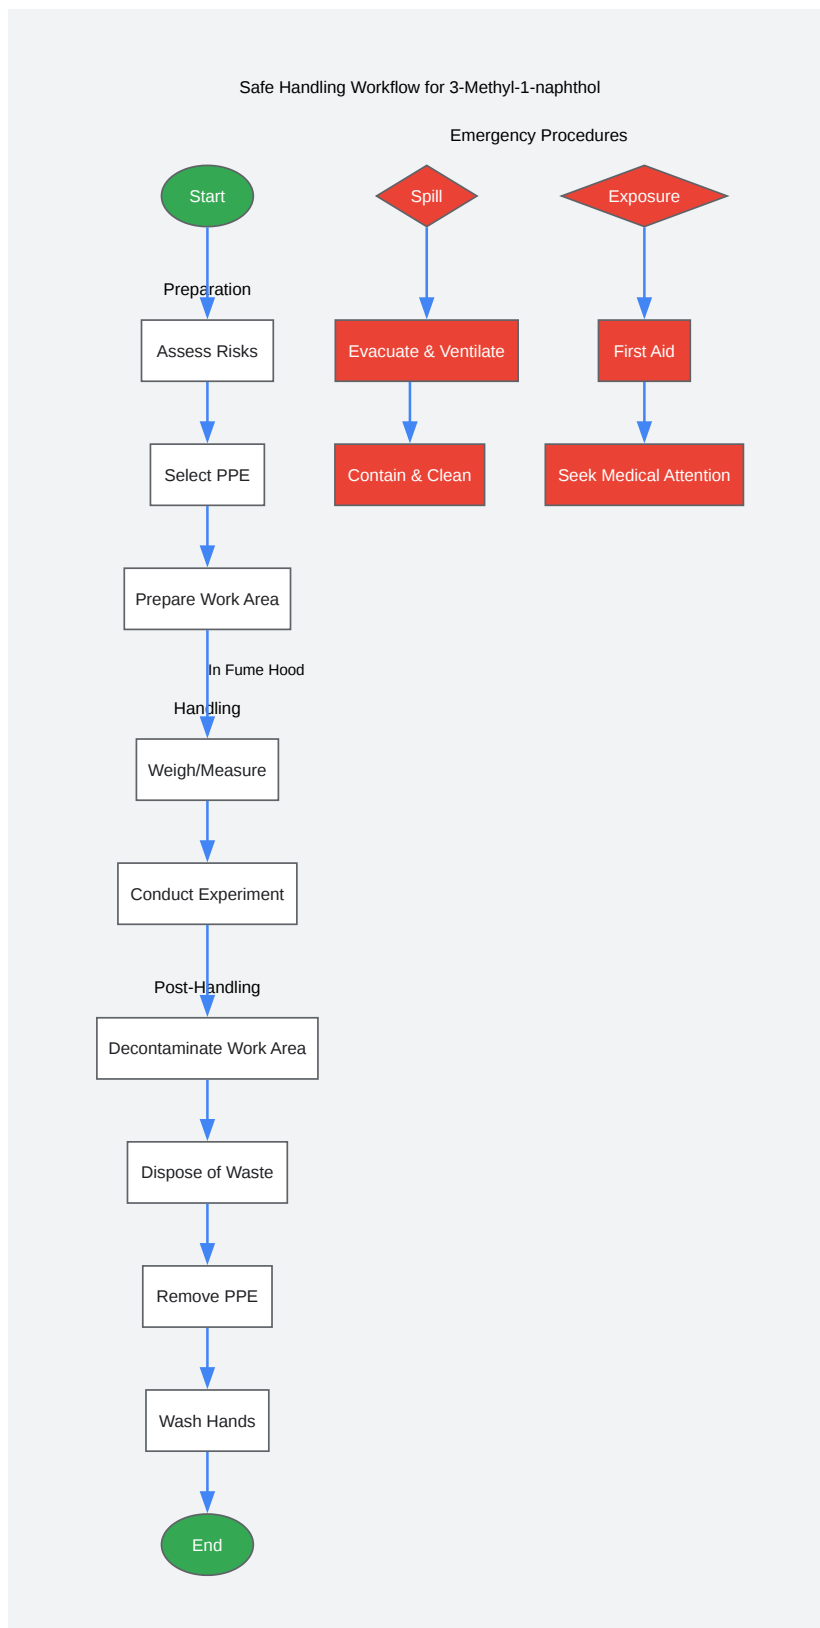 Safe Handling Workflow for 3-Methyl-1-naphthol
Emergency Procedures
Start
Spill
Exposure
Preparation
Assess Risks
Evacuate & Ventilate
First Aid
Select PPE
Contain & Clean
Seek Medical Attention
Prepare Work Area
In Fume Hood
Handling
Weigh/Measure
Conduct Experiment
Post-Handling
Decontaminate Work Area
Dispose of Waste
Remove PPE
Wash Hands
End